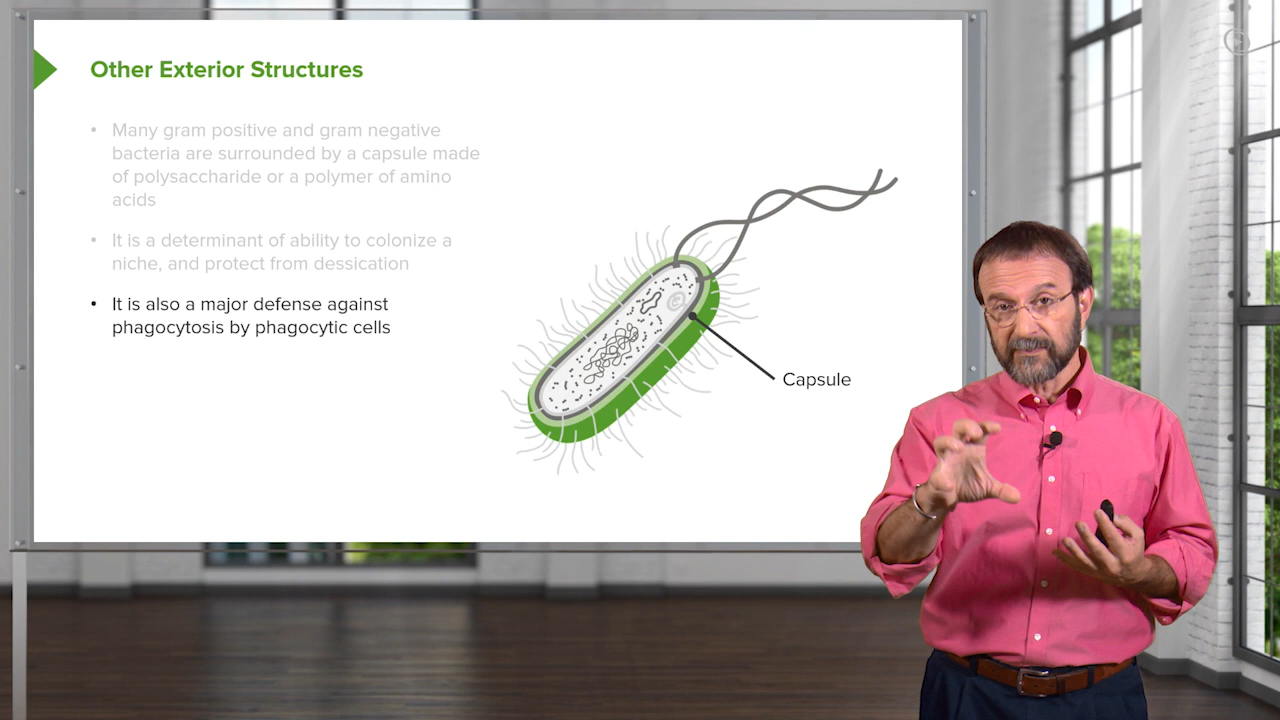 Other Exterior Structures
• Many gram positive and gram negative
bacteria are surrounded by a capsule made
of polysaccharide or a polymer of amino
acids
• It is a determinant of ability to colonize a
niche, and protect from dessication
• It is also a major defense against
phagocytosis by phagocytic cells
Capsule